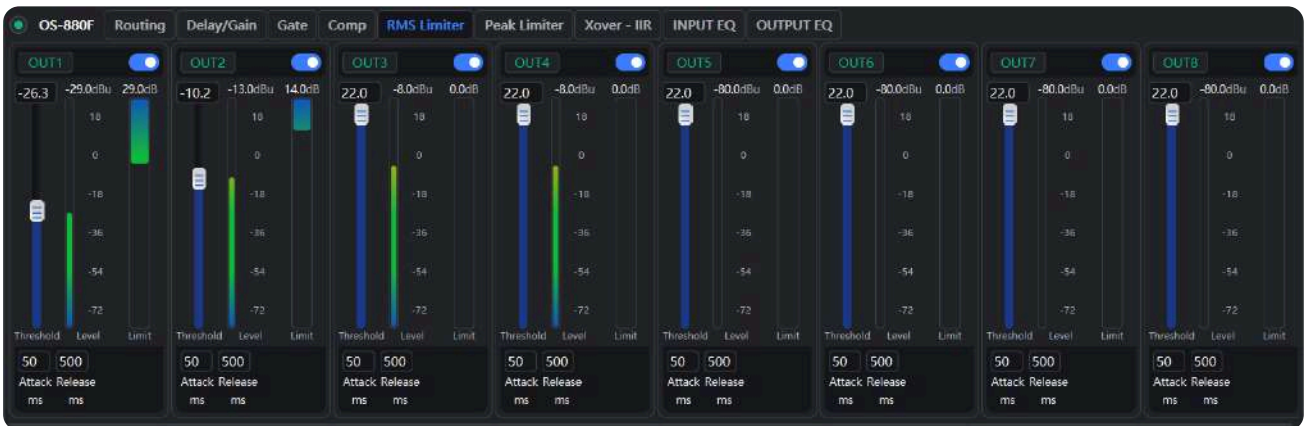 OS-880F Routing Delay/Gain Gate Comp RMS Limiter Peak Limiter Xover - IIR INPUT EQ OUTPUT EQ
OUT1 OUT2 OUT3 OUT4 OUT5 OUT6 OUT7 OUT8
-26.3 -29.0dBu 29.0dB -10.2 -13.0dBu 14.0dB 22.0 -8.0dBu 0.0dB 22.0 -8.0dBu 0.0dB 22.0 -80.0dBu 0.0dB 22.0 -80.0dBu 0.0dB 22.0 -80.0dBu 0.0dB 22.0 -80.0dBu 0.0dB
18 18 18 18 18 18 18 18
0 0 0 0 0 0 0 0
-18 -18 -18 -18 -18 -18 -18 -18
-36 -36 -36 -36 -36 -36 -36 -36
-54 -54 -54 -54 -54 -54 -54 -54
-72 -72 -72 -72 -72 -72 -72 -72
Threshold Level Limit Threshold Level Limit Threshold Level Limit Threshold Level Limit Threshold Level Limit Threshold Level Limit Threshold Level Limit Threshold Level Limit
50 500 50 500 50 500 50 500 50 500 50 500 50 500 50 500
Attack Release Attack Release Attack Release Attack Release Attack Release Attack Release Attack Release Attack Release
ms ms ms ms ms ms ms ms ms ms ms ms ms ms ms ms